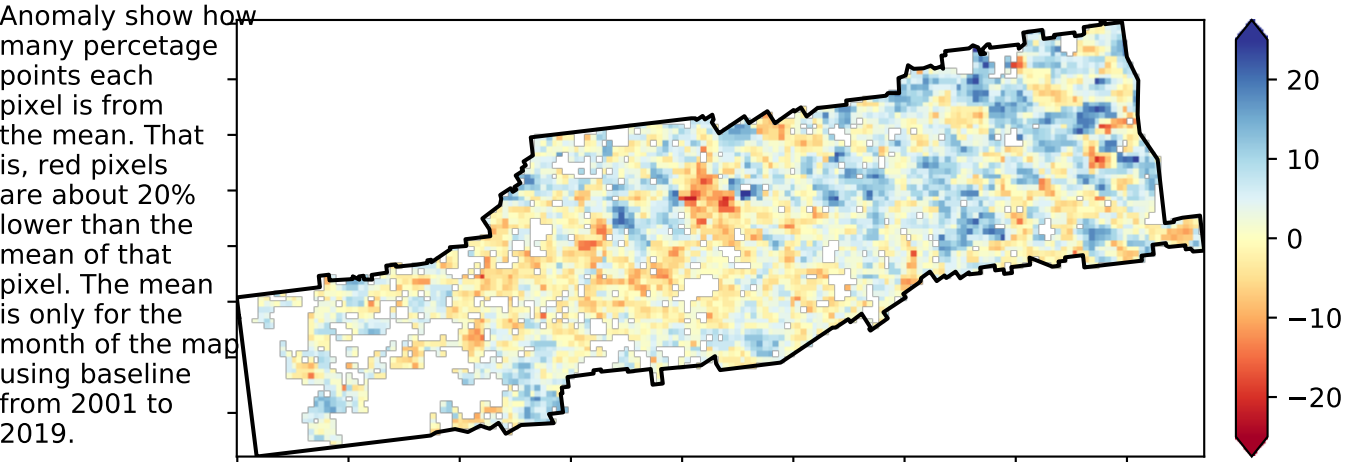 Anomaly show how
many percetage
points each
pixel is from
the mean. That
is, red pixels
are about 20%
lower than the
mean of that
pixel. The mean
is only for the
month of the map
using baseline
from 2001 to
2019.
20
10
0
−10
−20